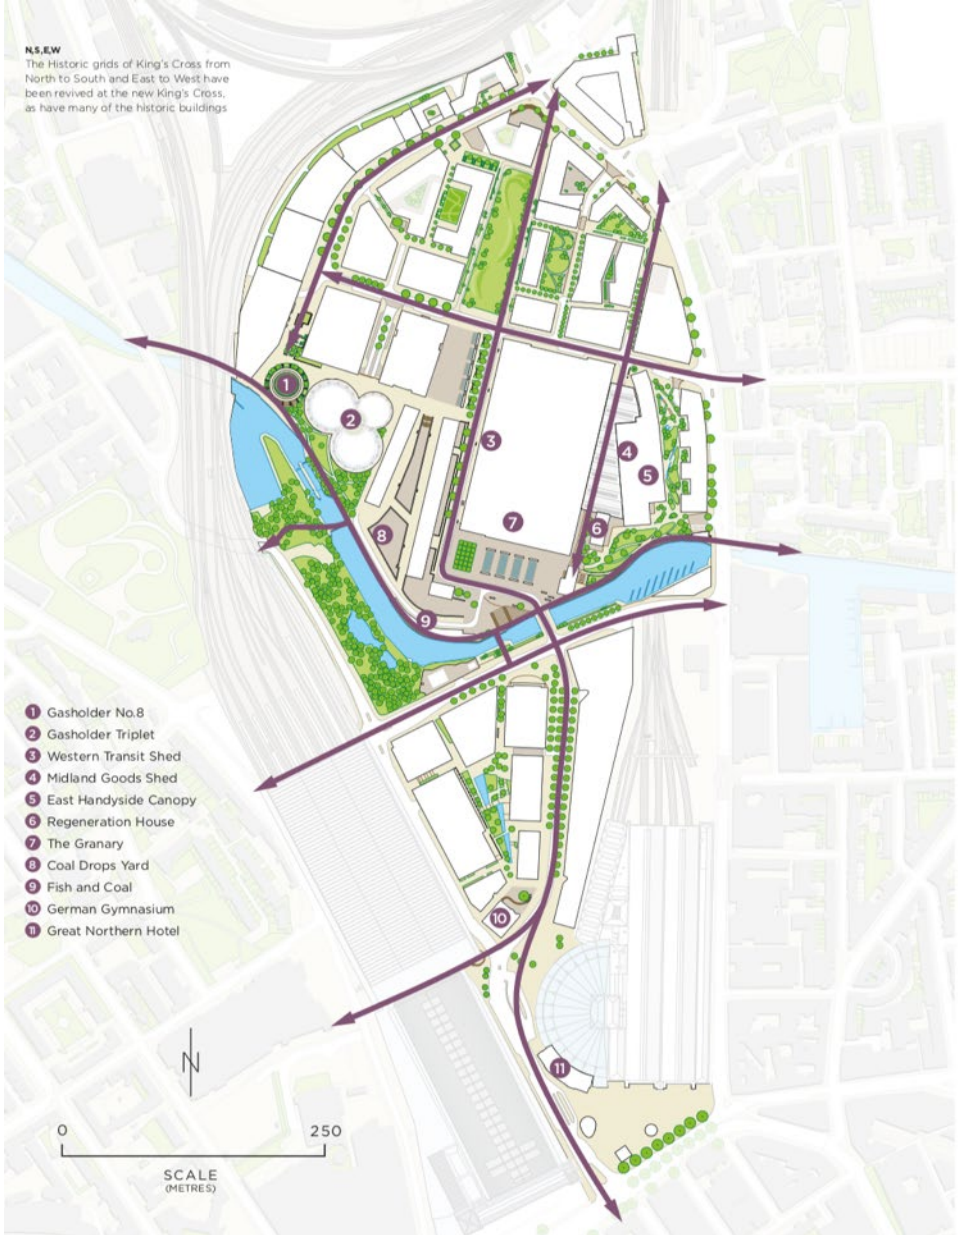 N,S,E,W
The Historic grids of King's Cross from
North to South and East to West have
been revived at the new King's Cross,
as have many of the historic buildings
1
2
3
4
5
7
6
8
9
1 Gasholder No.8
2 Gasholder Triplet
3 Western Transit Shed
4 Midland Goods Shed
5 East Handyside Canopy
6 Regeneration House
7 The Granary
8 Coal Drops Yard
9 Fish and Coal
10 German Gymnasium
11 Great Northern Hotel
10
11
N
0 250
SCALE
(METRES)